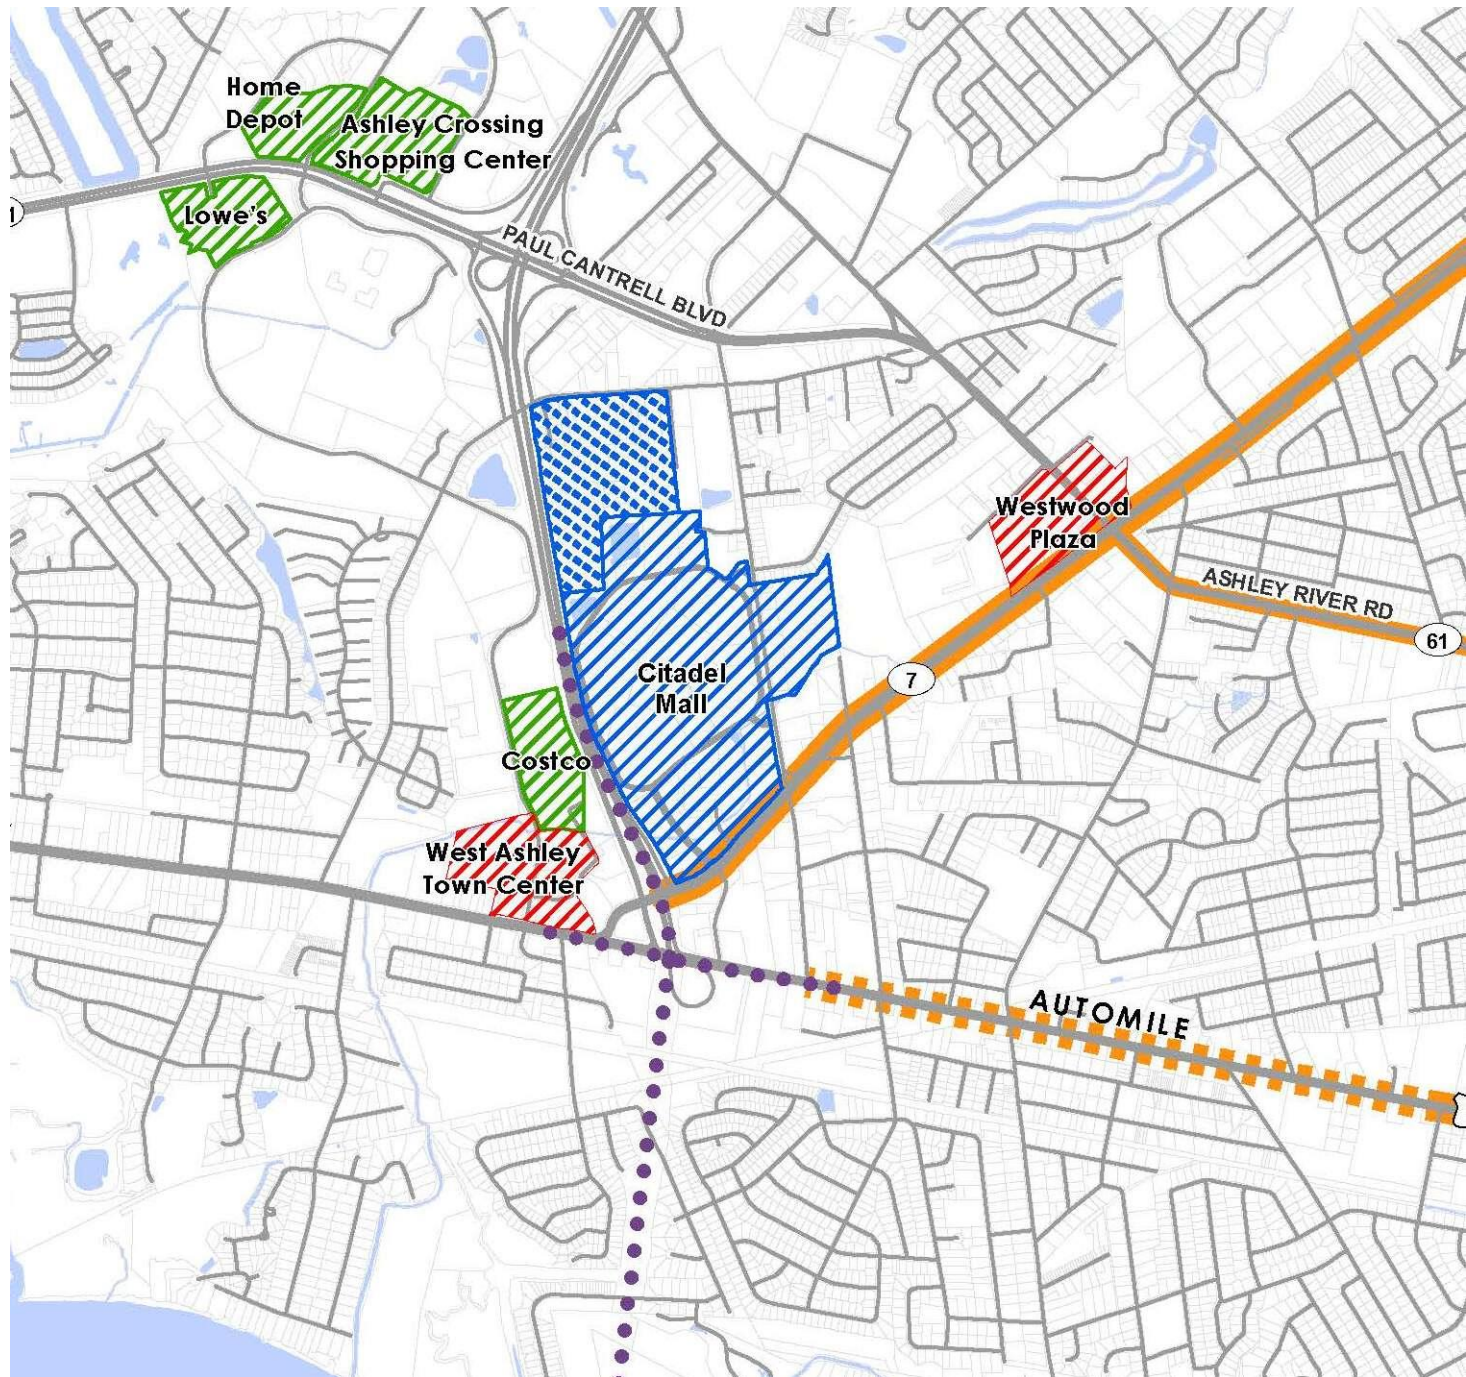 Home
Depot
Ashley Crossing
Shopping Center
Lowe's
1
PAUL CANTRELL BLVD
Westwood
Plaza
ASHLEY RIVER RD
61
7
Citadel
Mall
Costco
West Ashley
Town Center
AUTOMILE